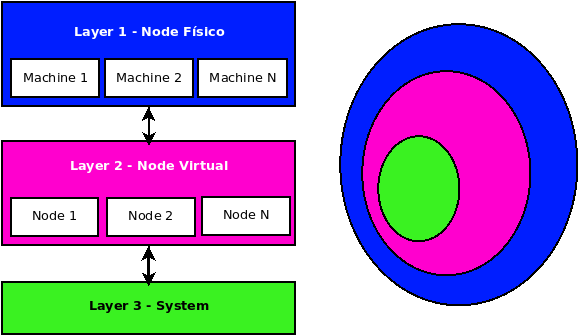 Layer 1 - Node Físico
Machine 1
Machine 2
Machine N
Layer 2 - Node Virtual
Node 1
Node 2
Node N
Layer 3 - System